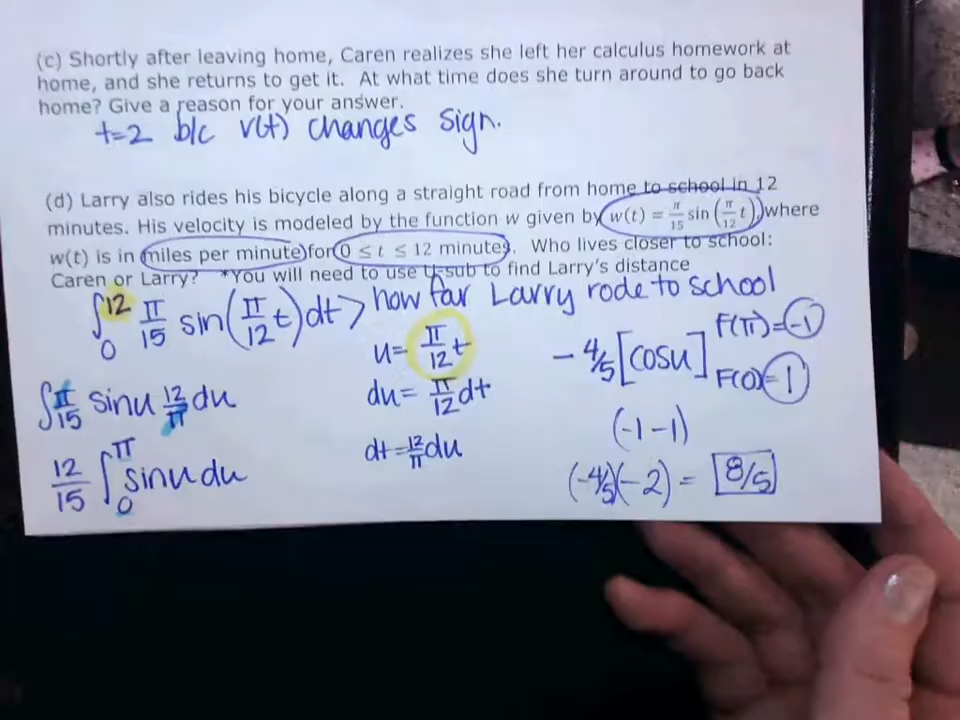 (c) Shortly after leaving home, Caren realizes she left her calculus homework at
home, and she returns to get it. At what time does she turn around to go back
home? Give a reason for your answer.
t=2 b/c v(t) changes sign.
(d) Larry also rides his bicycle along a straight road from home to school in 12
minutes. His velocity is modeled by the function w given by w(t) = π/15 sin(π/12 t) where
w(t) is in miles per minute for 0 ≤ t ≤ 12 minutes. Who lives closer to school:
Caren or Larry? *You will need to use U-sub to find Larry's distance
∫₀¹² π/15 sin(π/12 t)dt > how far Larry rode to school
u= π/12 t
du= π/12 dt
dt= 12/π du
∫ π/15 sinu 12/π du
12/15 ∫₀^π sinu du
- 4/5 [cosu] F(π)= -1
F(0)= 1
(-1 -1)
(-4/5)(-2) = 8/5